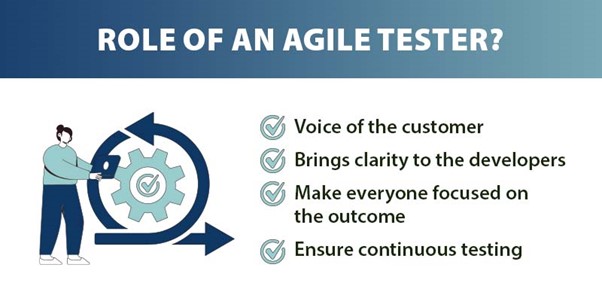 ROLE OF AN AGILE TESTER?
Voice of the customer
Brings clarity to the developers
Make everyone focused on
the outcome
Ensure continuous testing